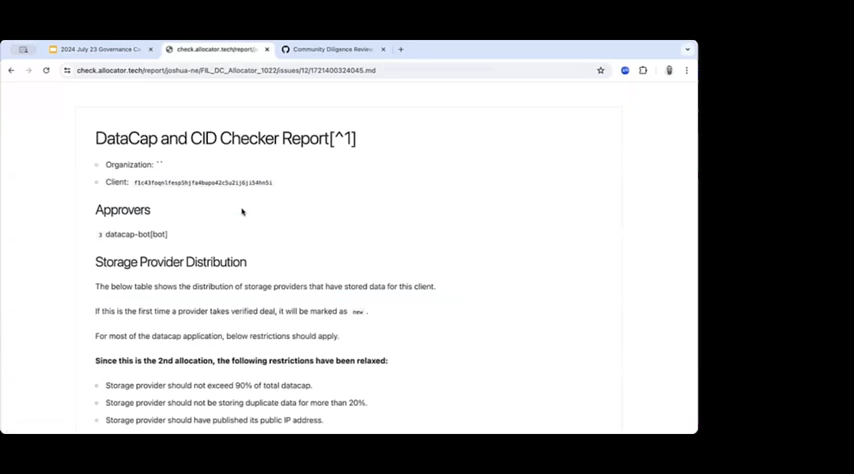 2024 July 23 Governance Ca
check.allocator.tech/report/jo
Community Diligence Review
check.allocator.tech/report/joshua-ne/FIL_DC_Allocator_1022/issues/12/1721400324045.md
DataCap and CID Checker Report[^1]
Organization: ``
Client:
Approvers
3 datacap-bot[bot]
Storage Provider Distribution
The below table shows the distribution of storage providers that have stored data for this client.
If this is the first time a provider takes verified deal, it will be marked as new .
For most of the datacap application, below restrictions should apply.
Since this is the 2nd allocation, the following restrictions have been relaxed:
Storage provider should not exceed 90% of total datacap.
Storage provider should not be storing duplicate data for more than 20%.
Storage provider should have published its public IP address.